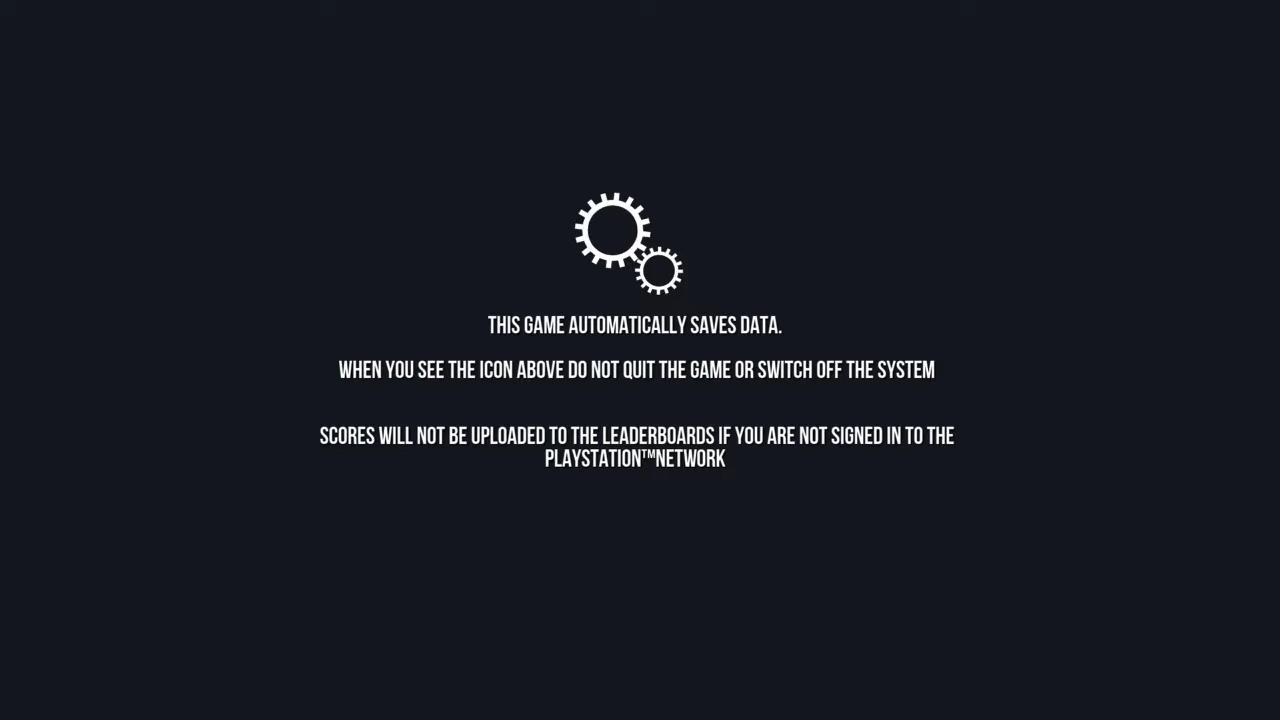 THIS GAME AUTOMATICALLY SAVES DATA.
WHEN YOU SEE THE ICON ABOVE DO NOT QUIT THE GAME OR SWITCH OFF THE SYSTEM
SCORES WILL NOT BE UPLOADED TO THE LEADERBOARDS IF YOU ARE NOT SIGNED IN TO THE
PLAYSTATION™NETWORK